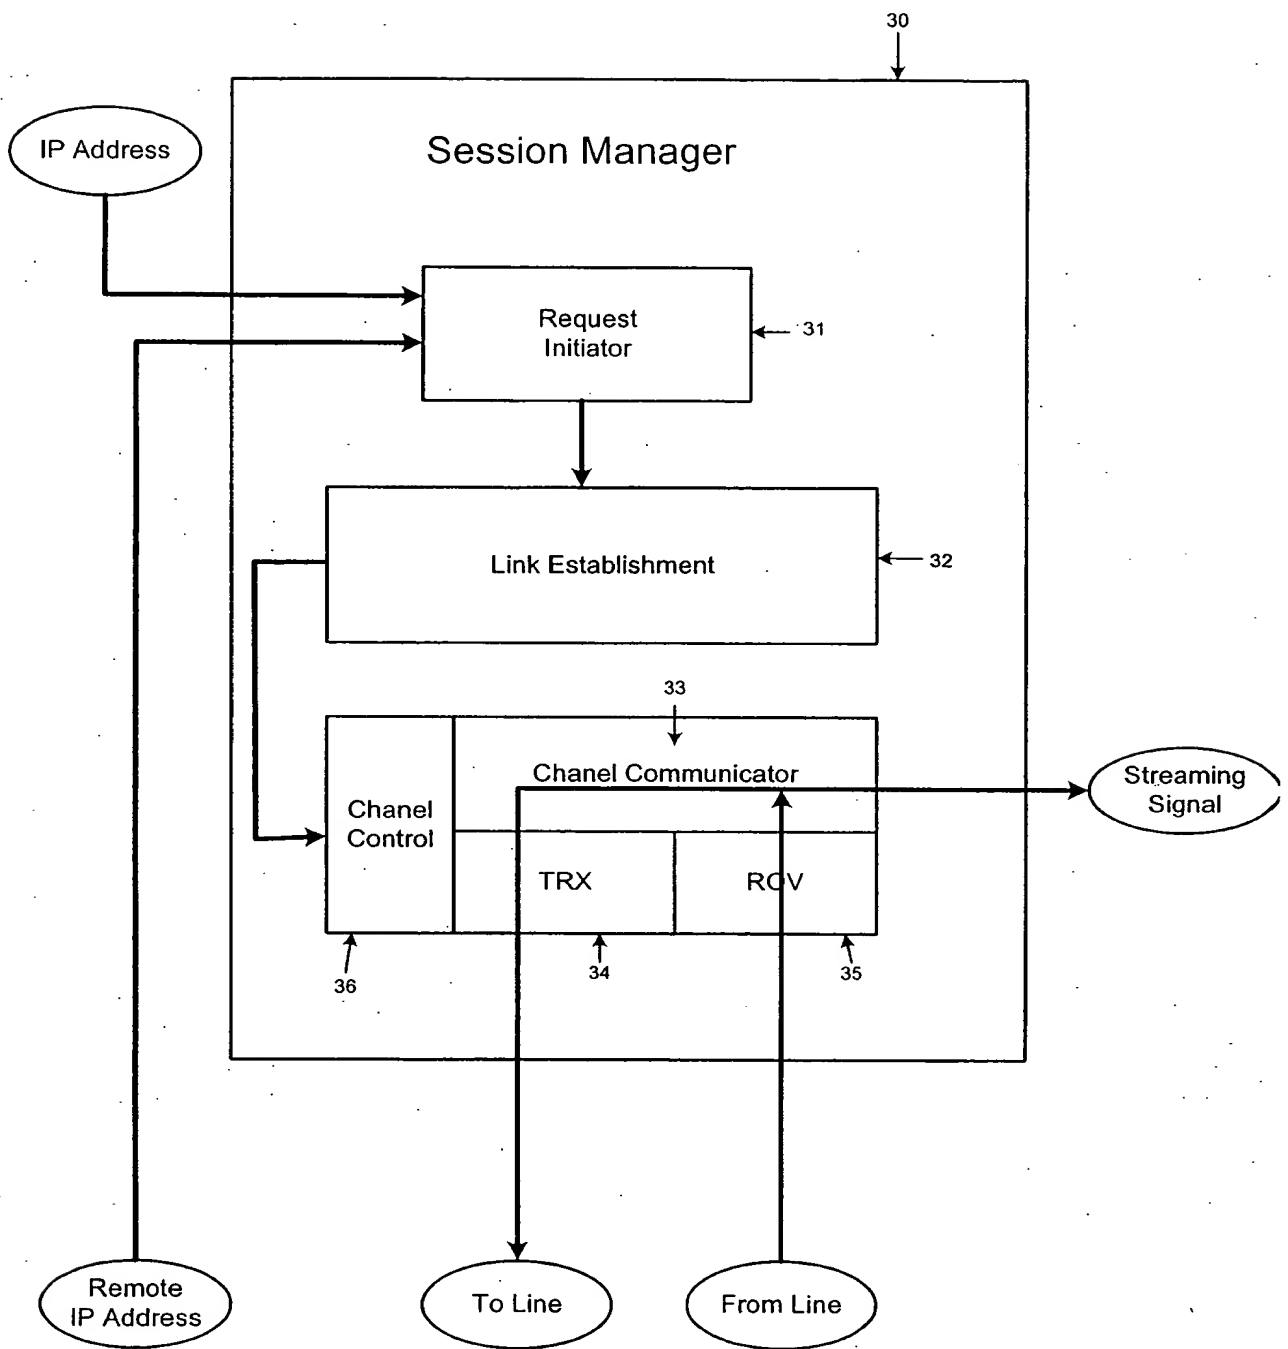 30
IP Address
Session Manager
Request
Initiator
31
Link Establishment
32
33
Chanel Communicator
Streaming
Signal
Chanel
Control
TRX
RCV
36
34
35
Remote
IP Address
To Line
From Line